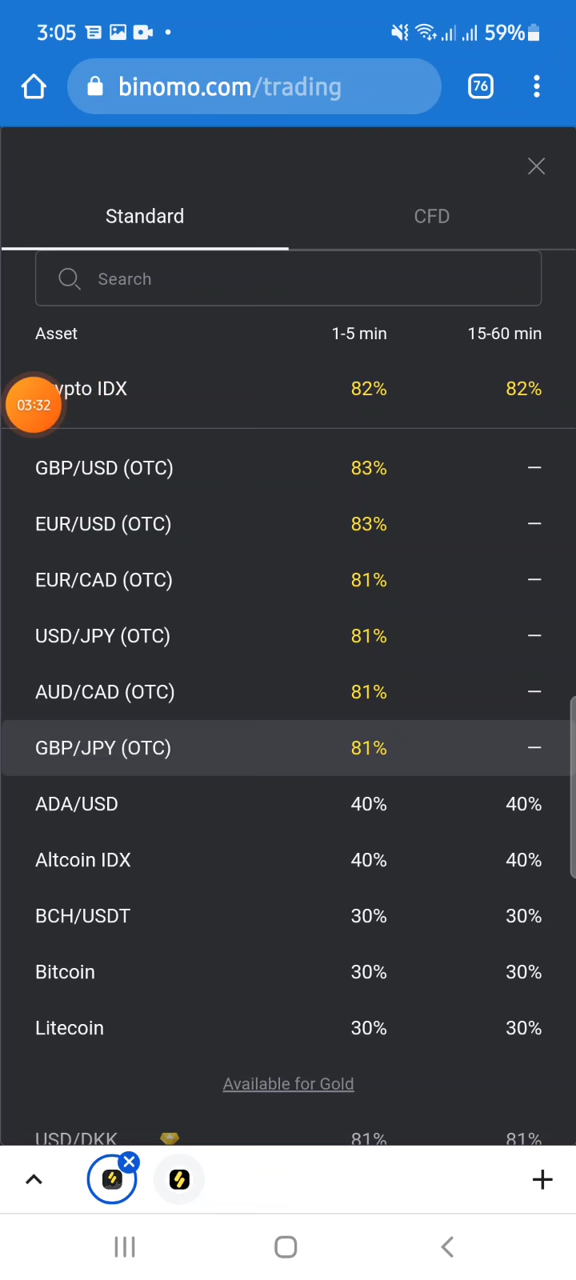 3:05
59%
binomo.com/trading
76
Standard CFD
Search
Asset 1-5 min 15-60 min
ypto IDX 82% 82%
03:32
GBP/USD (OTC) 83% —
EUR/USD (OTC) 83% —
EUR/CAD (OTC) 81% —
USD/JPY (OTC) 81% —
AUD/CAD (OTC) 81% —
GBP/JPY (OTC) 81% —
ADA/USD 40% 40%
Altcoin IDX 40% 40%
BCH/USDT 30% 30%
Bitcoin 30% 30%
Litecoin 30% 30%
Available for Gold
USD/DKK 81% 81%